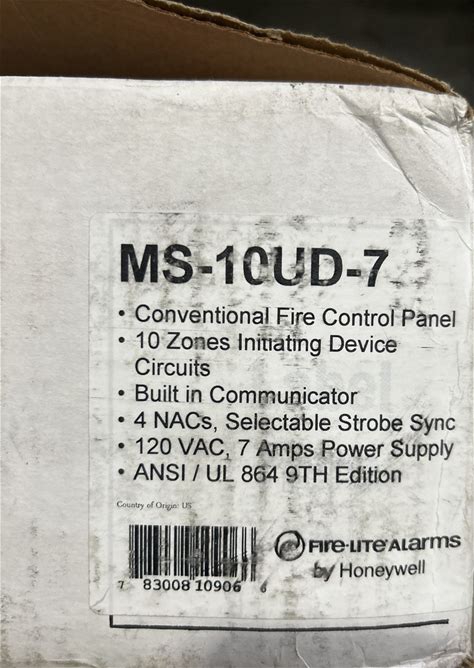 MS-10UD-7
• Conventional Fire Control Panel
• 10 Zones Initiating Device
Circuits
• Built in Communicator
• 4 NACs, Selectable Strobe Sync
• 120 VAC, 7 Amps Power Supply
• ANSI / UL 864 9TH Edition
Country of Origin: US
7 83008 10906 6
FIRE-LITE ALARMS
by Honeywell